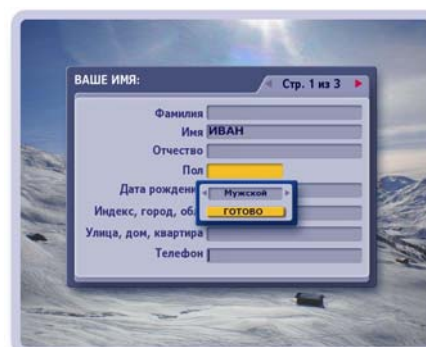 ВАШЕ ИМЯ:
Стр. 1 из 3
Фамилия
Имя ИВАН
Отчество
Пол
Дата рождени
Мужской
Индекс, город, об
ГОТОВО
Улица, дом, квартира
Телефон